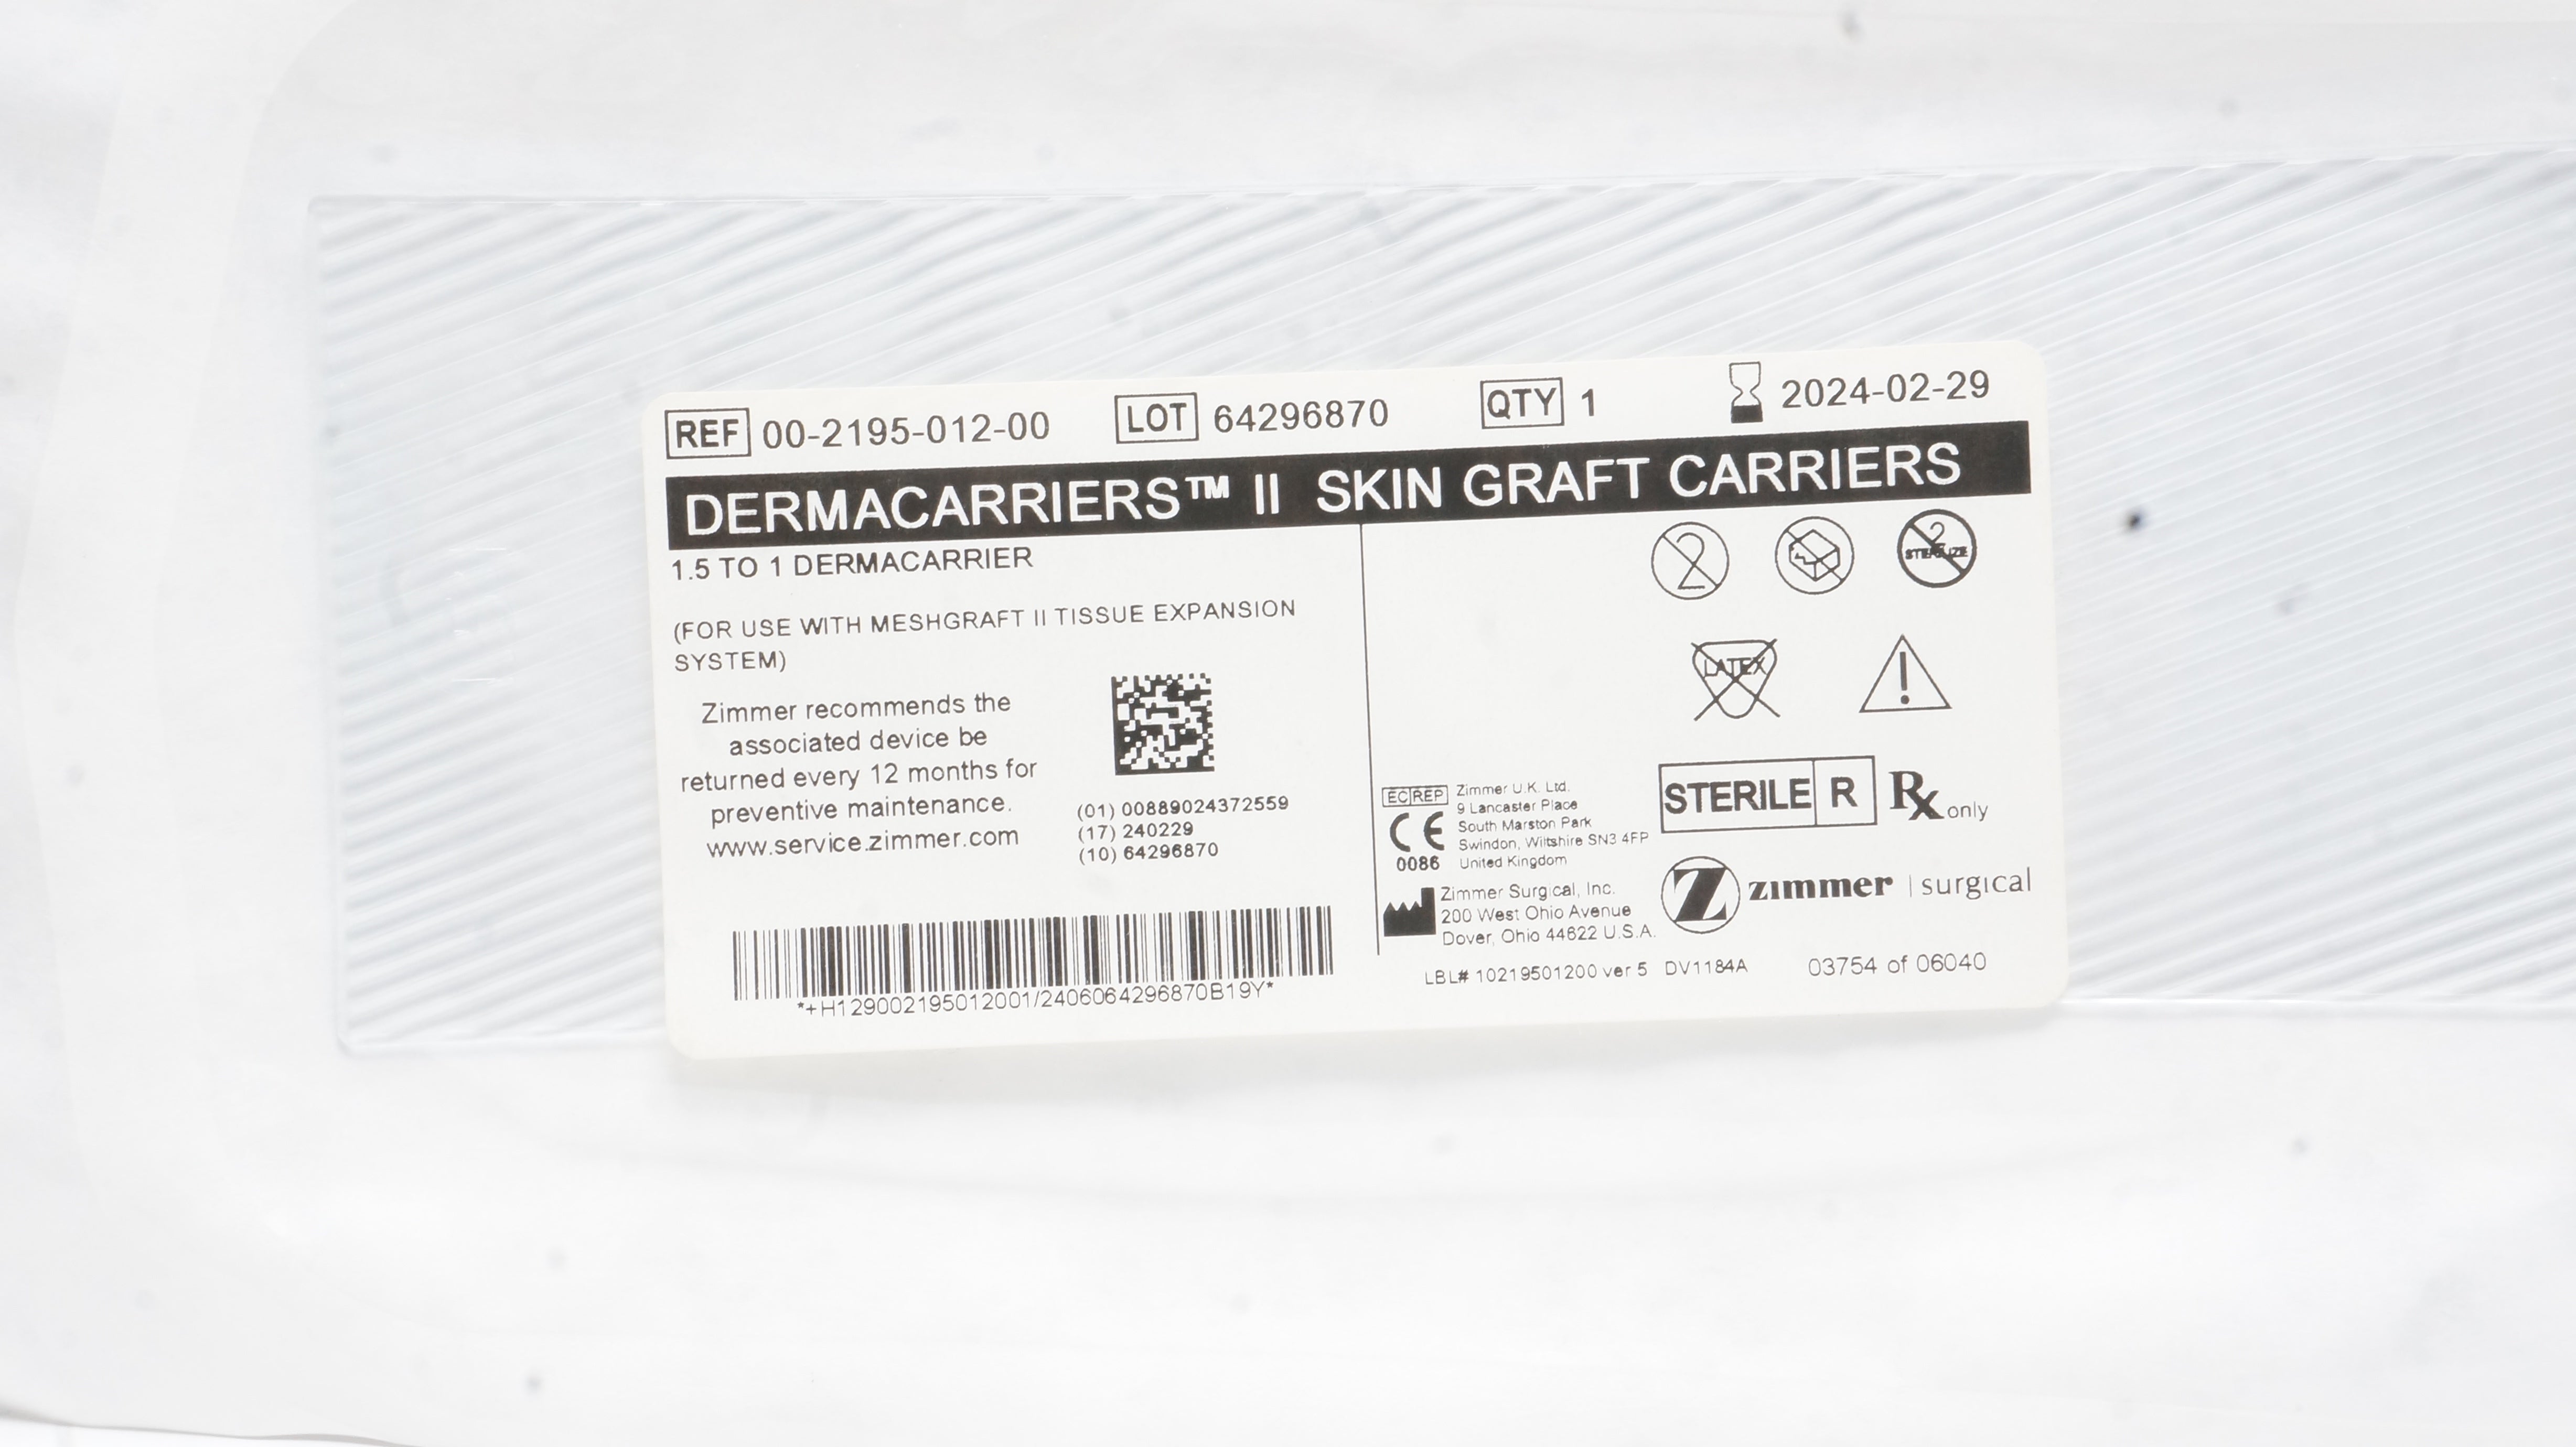 REF 00-2195-012-00 LOT 64296870 QTY 1 2024-02-29
DERMACARRIERS™ II SKIN GRAFT CARRIERS
1.5 TO 1 DERMACARRIER
(FOR USE WITH MESHGRAFT II TISSUE EXPANSION
SYSTEM)
Zimmer recommends the
associated device be
returned every 12 months for
preventive maintenance.
www.service.zimmer.com
(01) 00889024372559
(17) 240229
(10) 64296870
*+H129002195012001/2406064296870B19Y*
2
2
STERILIZE
LATEX
!
STERILE R Rx only
EC REP Zimmer U.K. Ltd.
9 Lancaster Place
South Marston Park
Swindon, Wiltshire SN3 4FP
United Kingdom
CE
0086
Zimmer Surgical, Inc.
200 West Ohio Avenue
Dover, Ohio 44622 U.S.A.
Z zimmer | surgical
LBL# 10219501200 ver 5 DV1184A 03754 of 06040